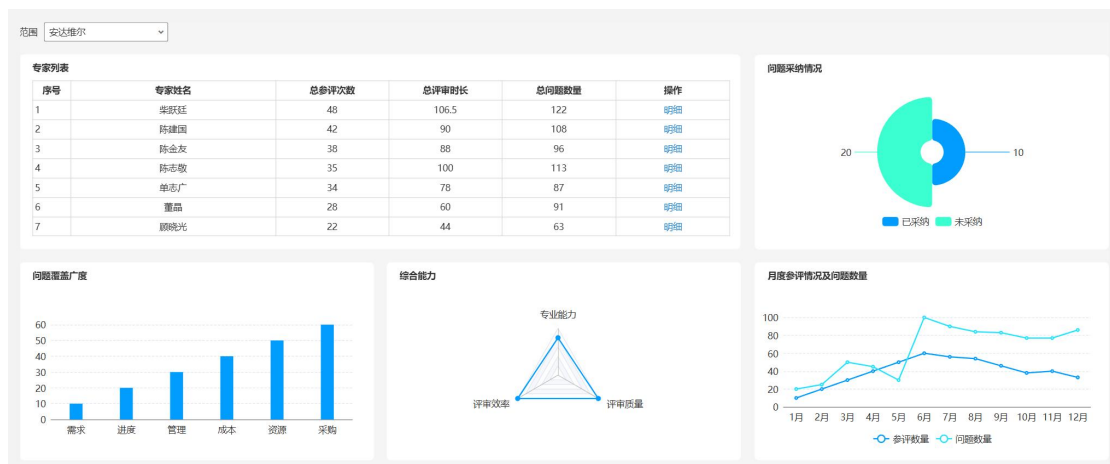 范围 安达维尔
专家列表
序号 专家姓名 总参评次数 总评审时长 总问题数量 操作
1 柴跃廷 48 106.5 122 明细
2 陈建国 42 90 108 明细
3 陈金友 38 88 96 明细
4 陈志敬 35 100 113 明细
5 单志广 34 78 87 明细
6 董晶 28 60 91 明细
7 顾晓光 22 44 63 明细
问题采纳情况
20 10
已采纳 未采纳
问题覆盖广度
60
50
40
30
20
10
0
需求 进度 管理 成本 资源 采购
综合能力
专业能力
评审效率 评审质量
月度参评情况及问题数量
100
80
60
40
20
0
1月 2月 3月 4月 5月 6月 7月 8月 9月 10月 11月 12月
参评数量 问题数量